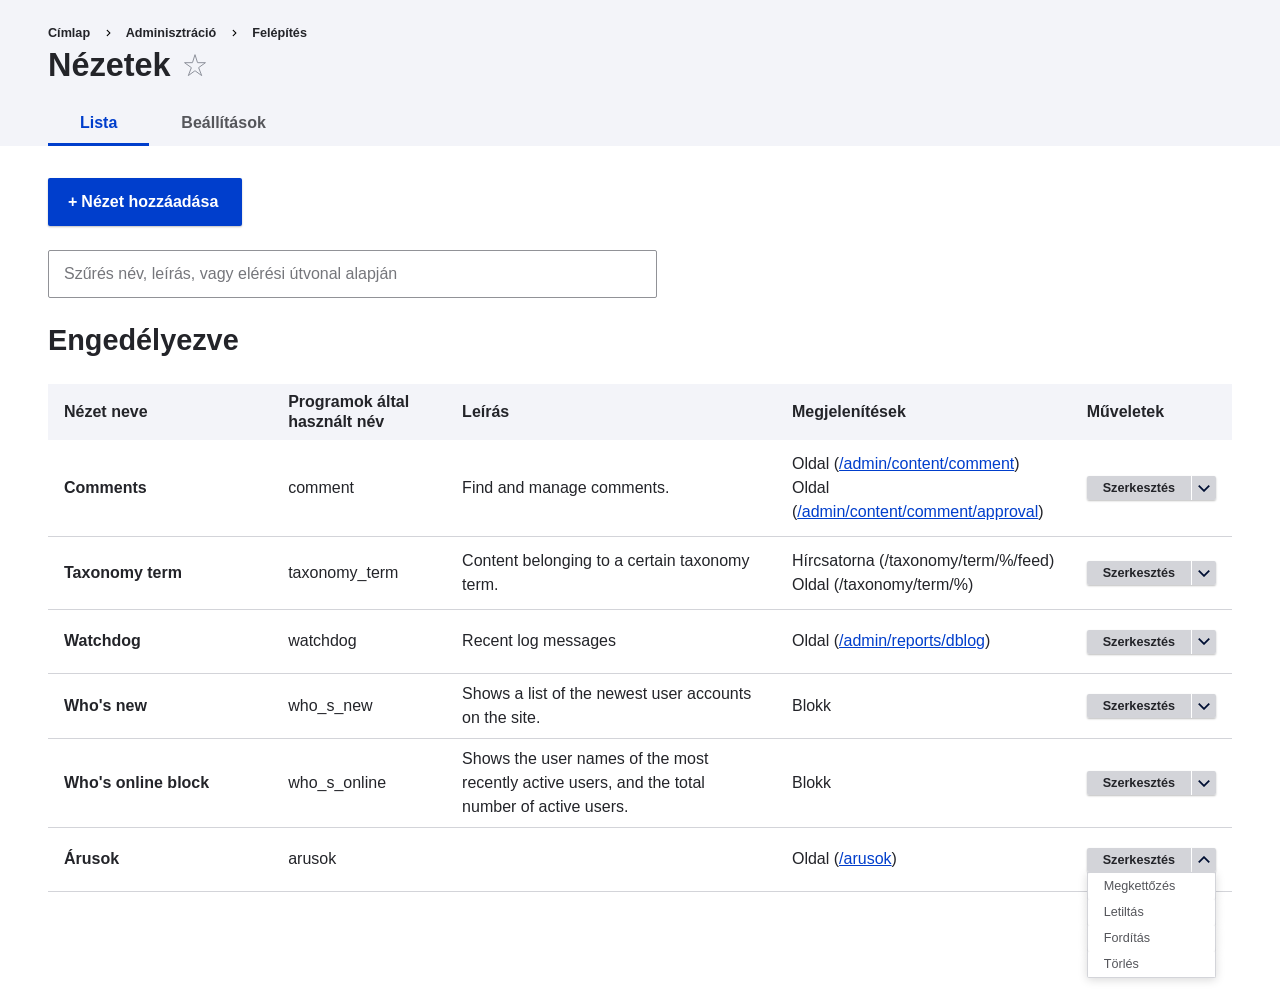 Címlap › Adminisztráció › Felépítés
Nézetek ☆
Lista Beállítások
+ Nézet hozzáadása
Szűrés név, leírás, vagy elérési útvonal alapján
Engedélyezve
Nézet neve Programok által használt név Leírás Megjelenítések Műveletek
Comments comment Find and manage comments. Oldal (/admin/content/comment) Szerkesztés
Oldal
(/admin/content/comment/approval)
Taxonomy term taxonomy_term Content belonging to a certain taxonomy Hírcsatorna (/taxonomy/term/%/feed) Szerkesztés
term. Oldal (/taxonomy/term/%)
Watchdog watchdog Recent log messages Oldal (/admin/reports/dblog) Szerkesztés
Who's new who_s_new Shows a list of the newest user accounts Blokk Szerkesztés
on the site.
Who's online block who_s_online Shows the user names of the most Blokk Szerkesztés
recently active users, and the total
number of active users.
Árusok arusok Oldal (/arusok) Szerkesztés
Megkettőzés
Letiltás
Fordítás
Törlés